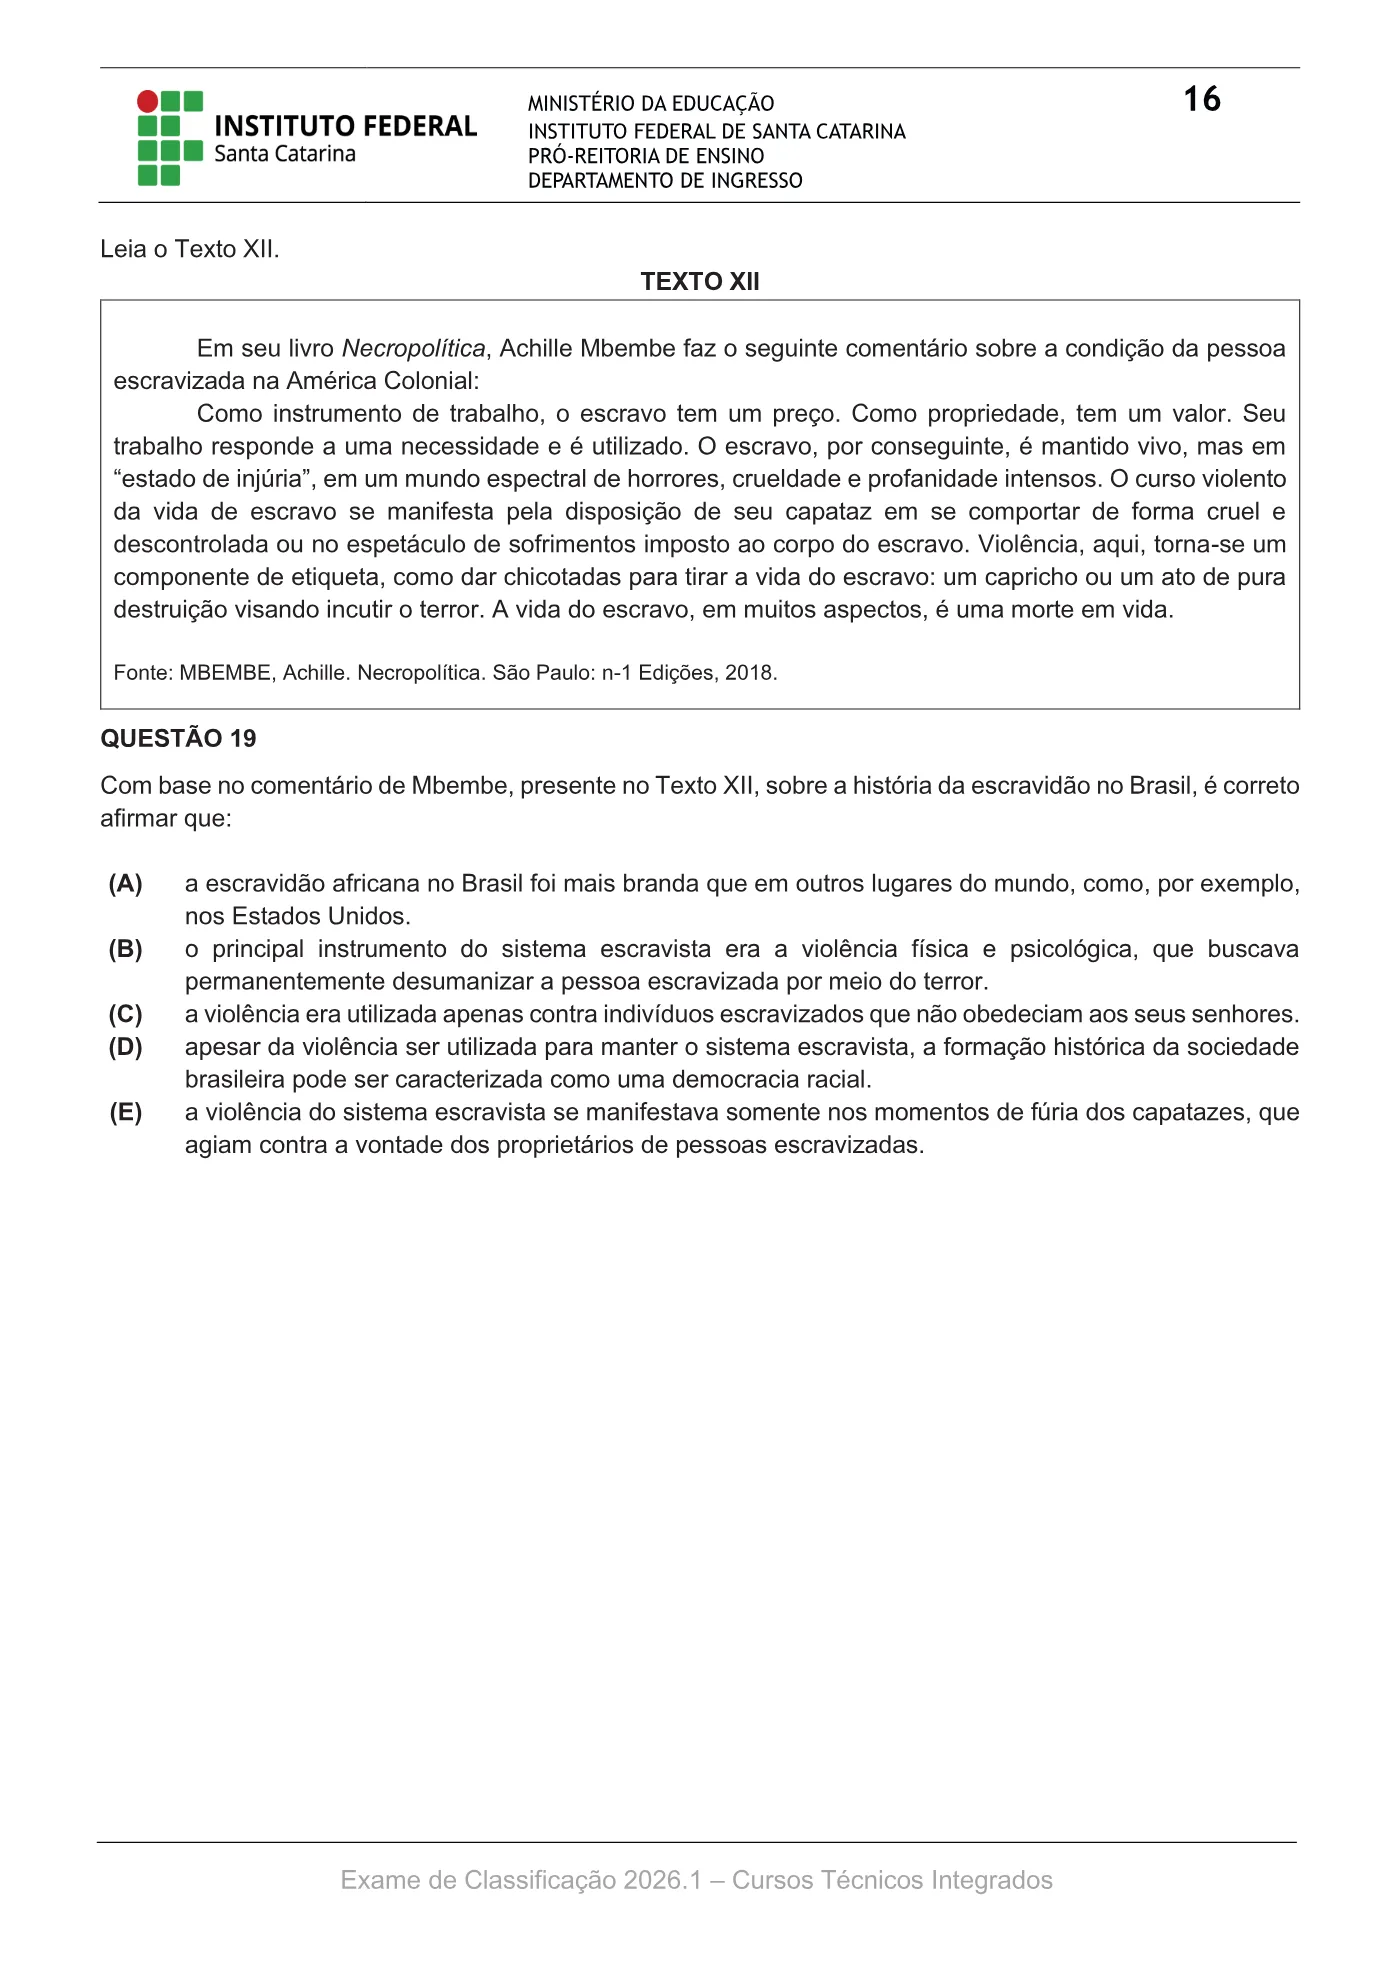 INSTITUTO FEDERAL
Santa Catarina
MINISTÉRIO DA EDUCAÇÃO
INSTITUTO FEDERAL DE SANTA CATARINA
PRÓ-REITORIA DE ENSINO
DEPARTAMENTO DE INGRESSO
16
Leia o Texto XII.
TEXTO XII
Em seu livro Necropolítica, Achille Mbembe faz o seguinte comentário sobre a condição da pessoa
escravizada na América Colonial:
Como instrumento de trabalho, o escravo tem um preço. Como propriedade, tem um valor. Seu
trabalho responde a uma necessidade e é utilizado. O escravo, por conseguinte, é mantido vivo, mas em
“estado de injúria”, em um mundo espectral de horrores, crueldade e profanidade intensos. O curso violento
da vida de escravo se manifesta pela disposição de seu capataz em se comportar de forma cruel e
descontrolada ou no espetáculo de sofrimentos imposto ao corpo do escravo. Violência, aqui, torna-se um
componente de etiqueta, como dar chicotadas para tirar a vida do escravo: um capricho ou um ato de pura
destruição visando incutir o terror. A vida do escravo, em muitos aspectos, é uma morte em vida.
Fonte: MBEMBE, Achille. Necropolítica. São Paulo: n-1 Edições, 2018.
QUESTÃO 19
Com base no comentário de Mbembe, presente no Texto XII, sobre a história da escravidão no Brasil, é correto
afirmar que:
(A) a escravidão africana no Brasil foi mais branda que em outros lugares do mundo, como, por exemplo,
nos Estados Unidos.
(B) o principal instrumento do sistema escravista era a violência física e psicológica, que buscava
permanentemente desumanizar a pessoa escravizada por meio do terror.
(C) a violência era utilizada apenas contra indivíduos escravizados que não obedeciam aos seus senhores.
(D) apesar da violência ser utilizada para manter o sistema escravista, a formação histórica da sociedade
brasileira pode ser caracterizada como uma democracia racial.
(E) a violência do sistema escravista se manifestava somente nos momentos de fúria dos capatazes, que
agiam contra a vontade dos proprietários de pessoas escravizadas.
Exame de Classificação 2026.1 – Cursos Técnicos Integrados